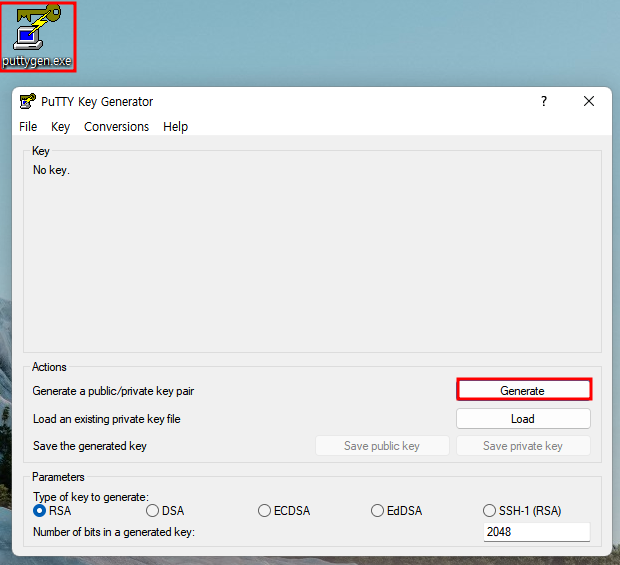 puttygen.exe
PuTTY Key Generator
?
File Key Conversions Help
Key
No key.
Actions
Generate a public/private key pair Generate
Load an existing private key file Load
Save the generated key Save public key Save private key
Parameters
Type of key to generate:
RSA DSA ECDSA EdDSA SSH-1 (RSA)
Number of bits in a generated key: 2048